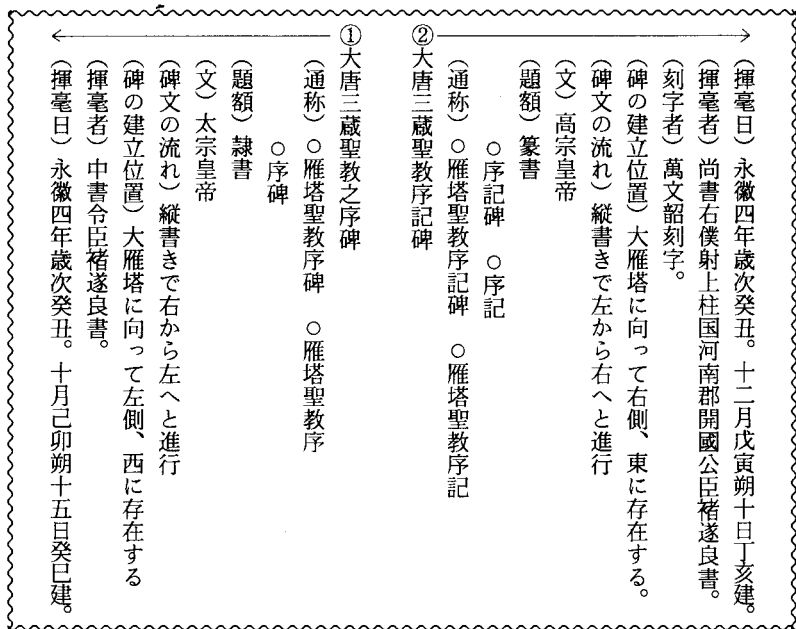 ①大唐三蔵聖教之序碑
（通称）○雁塔聖教序碑　○雁塔聖教序
○序碑
（題額）隷書
（文）太宗皇帝
（碑文の流れ）縦書きで右から左へと進行
（碑の建立位置）大雁塔に向って左側、西に存在する
（揮毫者）中書令臣褚遂良書。
（揮毫日）永徽四年歳次癸丑。十月己卯朔十五日癸巳建。
②大唐三蔵聖教序記碑
（通称）○雁塔聖教序記碑　○雁塔聖教序記
○序記碑　○序記
（題額）篆書
（文）高宗皇帝
（碑文の流れ）縦書きで左から右へと進行
（碑の建立位置）大雁塔に向って右側、東に存在する。
（刻字者）萬文韶刻字。
（揮毫者）尚書右僕射上柱国河南郡開國公臣褚遂良書。
（揮毫日）永徽四年歳次癸丑。十二月戊寅朔十日丁亥建。